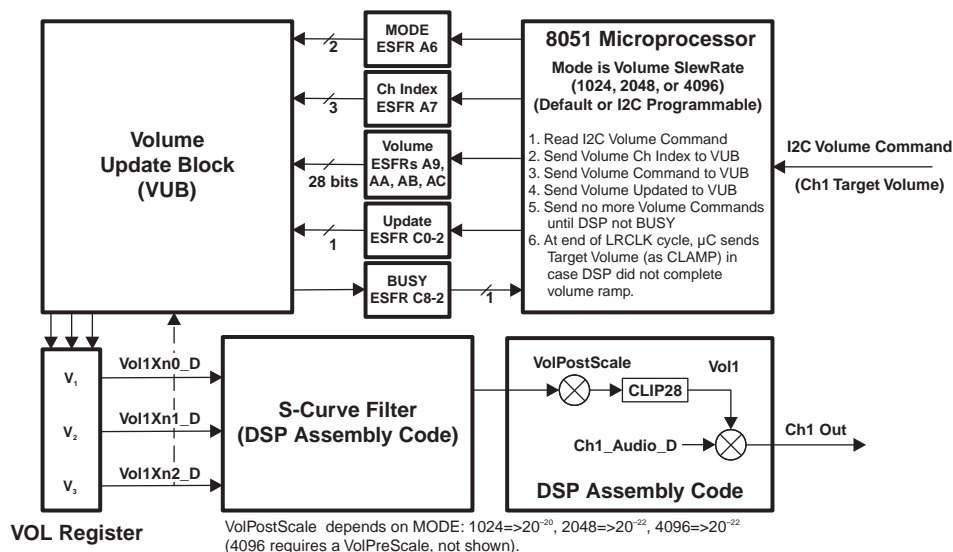 MODE
ESFR A6
2
Ch Index
ESFR A7
3
Volume
ESFRs A9,
AA, AB, AC
28 bits
Update
ESFR C0-2
1
BUSY
ESFR C8-2
1
Volume
Update Block
(VUB)
8051 Microprocessor
Mode is Volume SlewRate
(1024, 2048, or 4096)
(Default or I2C Programmable)
1. Read I2C Volume Command
2. Send Volume Ch Index to VUB
3. Send Volume Command to VUB
4. Send Volume Updated to VUB
5. Send no more Volume Commands
until DSP not BUSY
6. At end of LRCLK cycle, µC sends
Target Volume (as CLAMP) in
case DSP did not complete
volume ramp.
I2C Volume Command
(Ch1 Target Volume)
V1
V2
V3
VOL Register
Vol1Xn0_D
Vol1Xn1_D
Vol1Xn2_D
S-Curve Filter
(DSP Assembly Code)
VolPostScale
CLIP28
Vol1
Ch1_Audio_D
Ch1 Out
DSP Assembly Code
VolPostScale depends on MODE: 1024=>20⁻²⁰, 2048=>20⁻²², 4096=>20⁻²²
(4096 requires a VolPreScale, not shown).